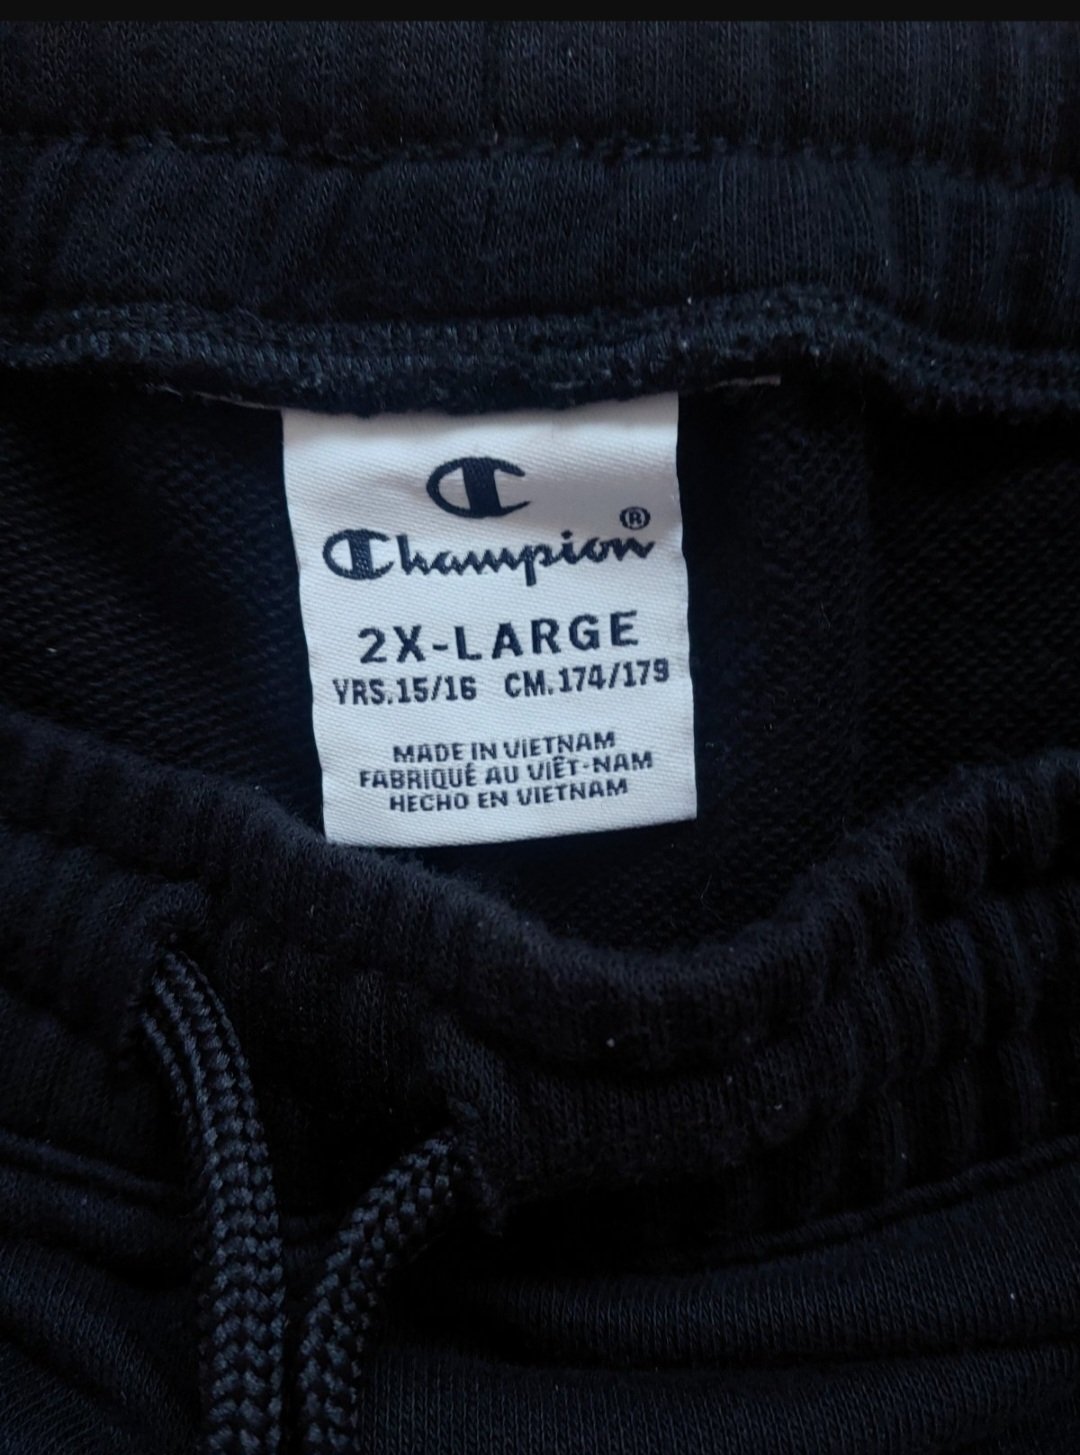 Champion®
2X-LARGE
YRS.15/16 CM.174/179
MADE IN VIETNAM
FABRIQUÉ AU VIÊT-NAM
HECHO EN VIETNAM